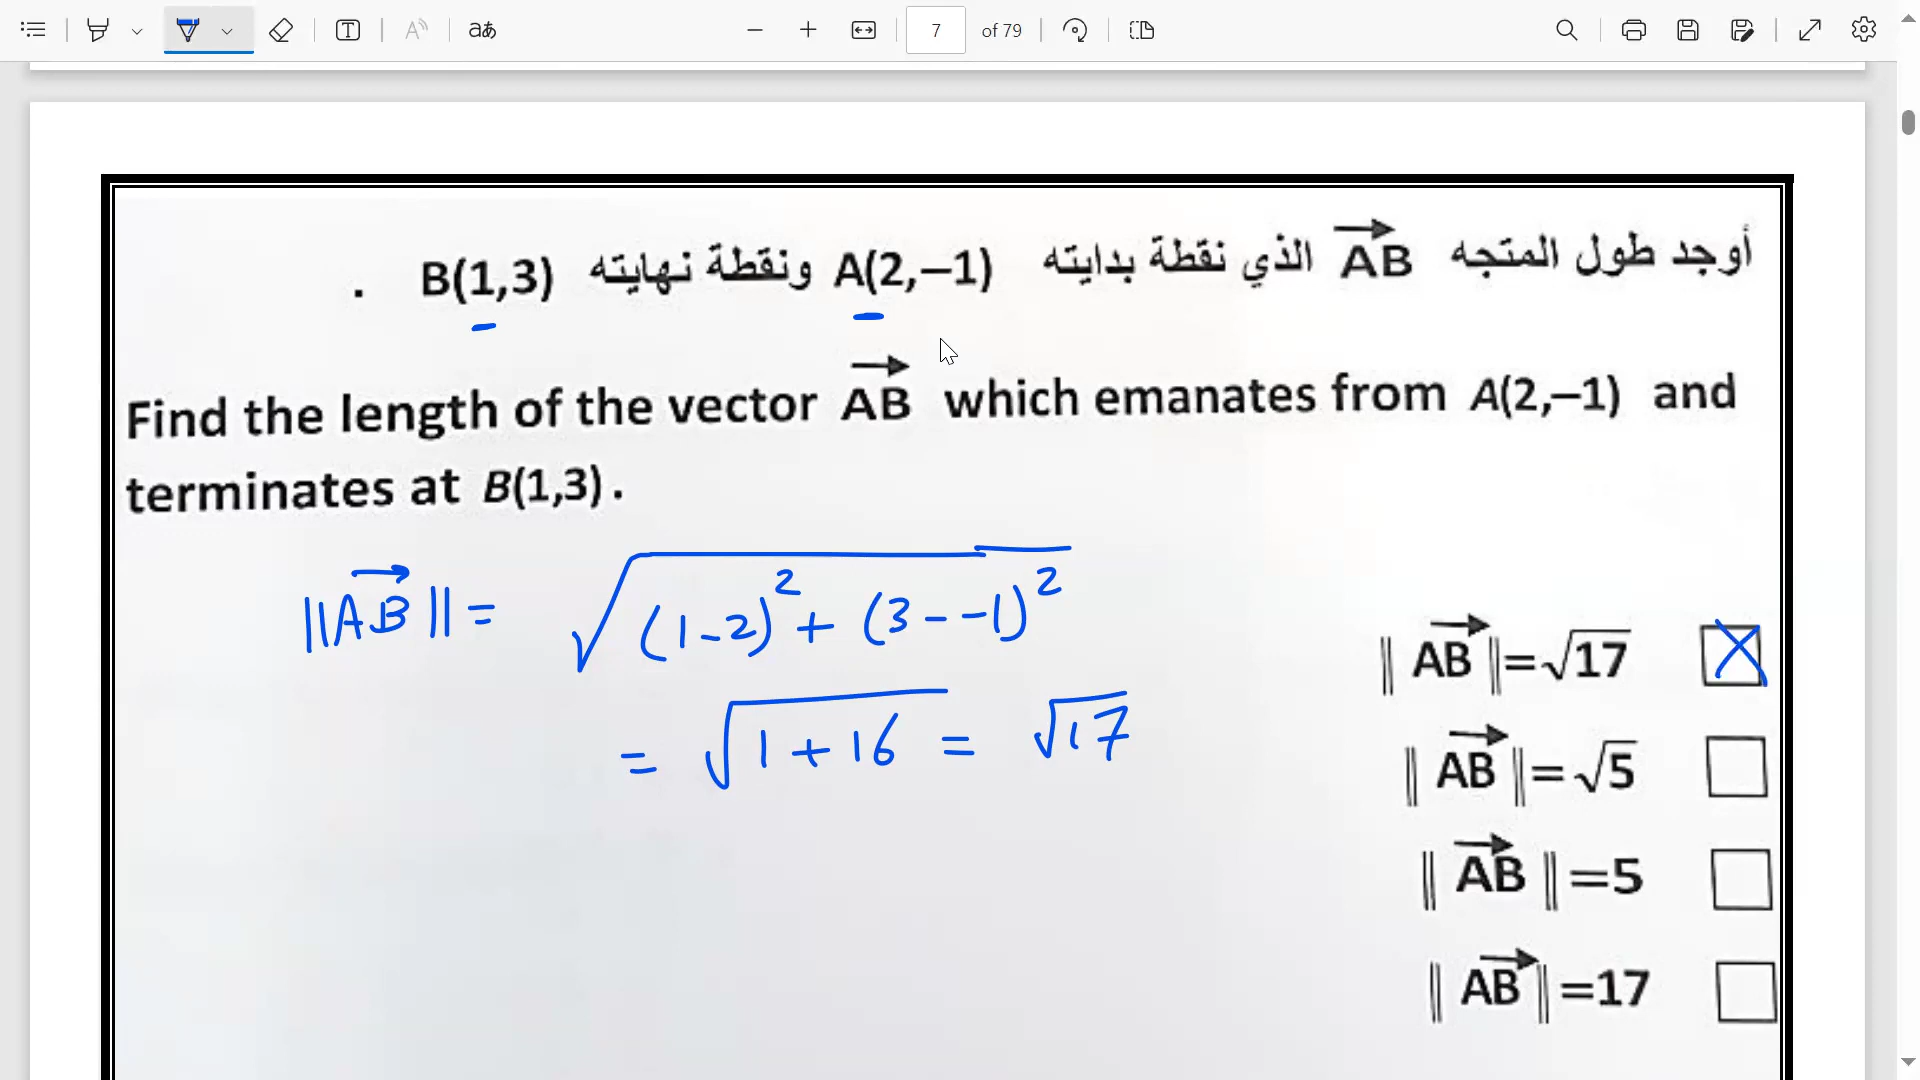 7 of 79
أوجد طول المتجه AB الذي نقطة بدايته A(2,–1) ونقطة نهايته B(1,3) .
Find the length of the vector AB which emanates from A(2,–1) and
terminates at B(1,3).
||AB|| = √(1-2)² + (3--1)²
= √1+16 = √17
|| AB ||=√17
|| AB ||=√5
|| AB ||=5
|| AB ||=17